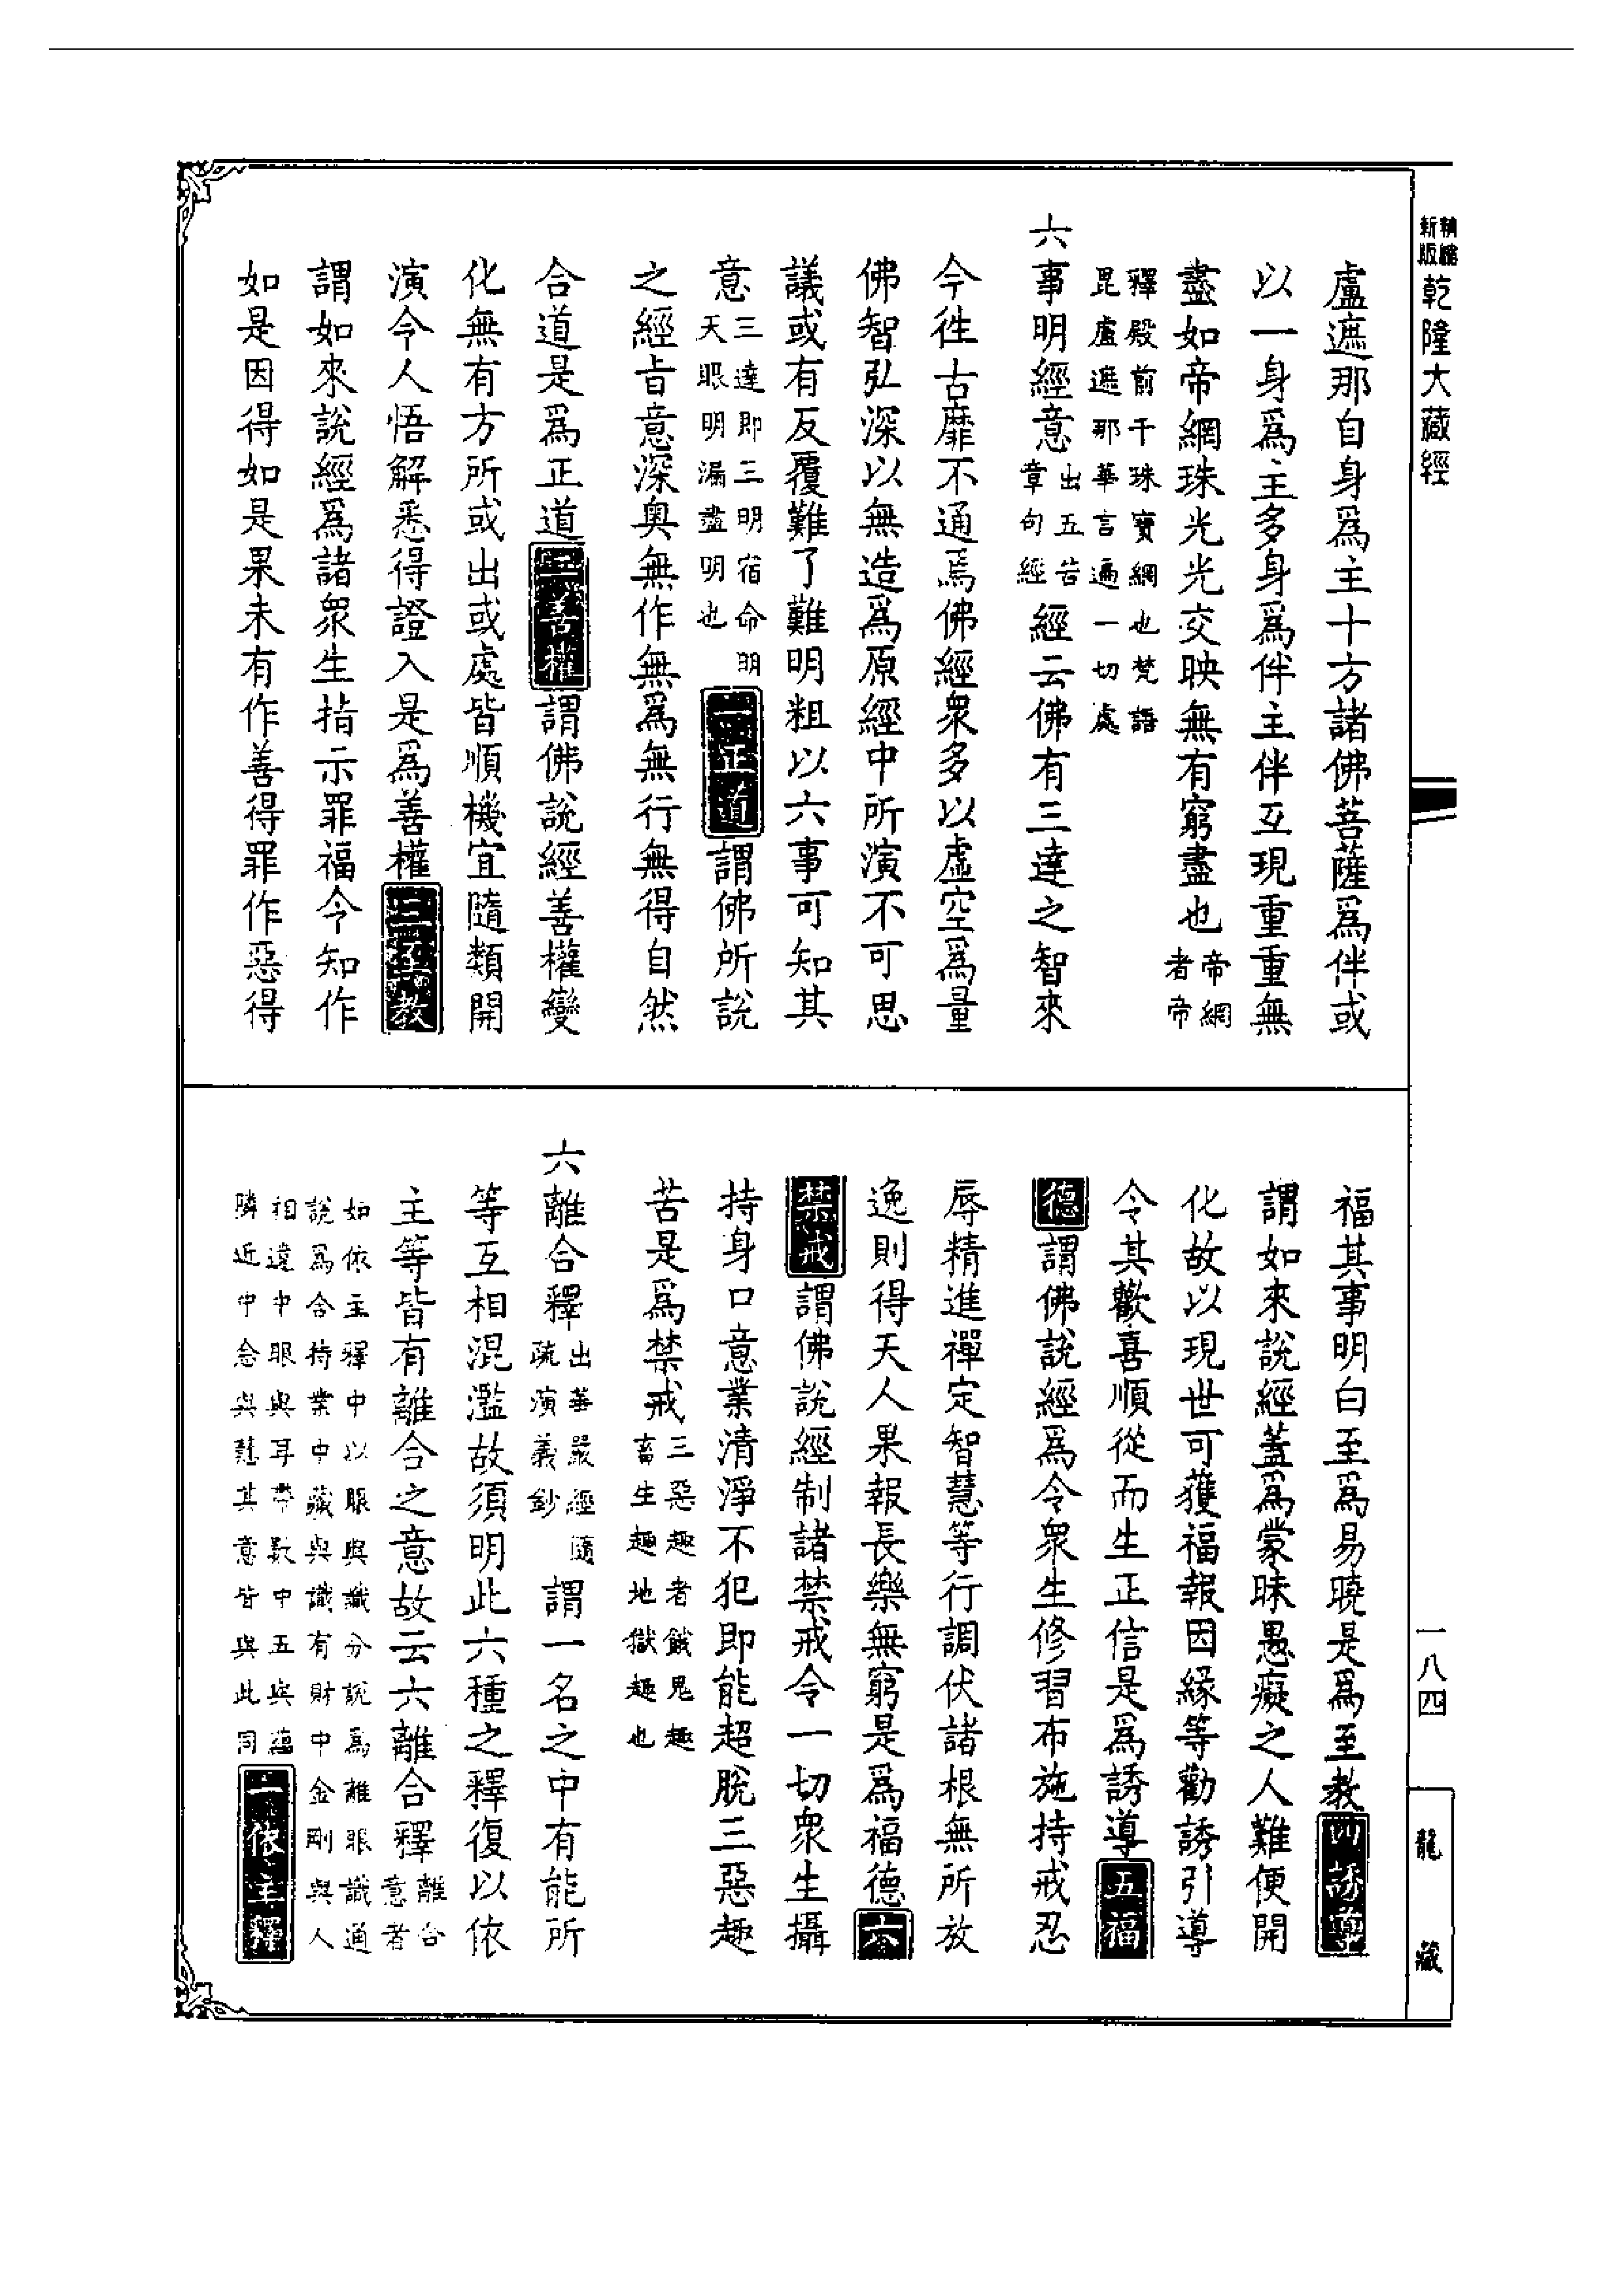 精縮
新版
乾隆大藏經
盧遮那自身爲主十方諸佛菩薩爲伴或
以一身爲主多身爲伴主伴互現重重無
盡如帝網珠光光交映無有窮盡也帝網者帝
釋殿前千珠寶網也梵語
毘盧遮那華言遍一切處
六事明經意出五苦章句經經云佛有三達之智來
今徃古靡不通焉佛經衆多以虛空爲量
佛智弘深以無造爲原經中所演不可思
議或有反覆難了難明粗以六事可知其
意三達即三明宿命明天眼明漏盡明也一正道謂佛所說
之經旨意深奧無作無爲無行無得自然
合道是爲正道二善權謂佛說經善權變
化無有方所或出或處皆順機宜隨類開
演令人悟解悉得證入是爲善權三至教
謂如來說經爲諸衆生指示罪福令知作
如是因得如是果未有作善得罪作惡得
福其事明白至爲易曉是爲至教四誘導
謂如來說經蓋爲蒙昧愚癡之人難便開
化故以現世可獲福報因緣等勸誘引導
令其歡喜順從而生正信是爲誘導五福
德謂佛說經爲令衆生修習布施持戒忍
辱精進禪定智慧等行調伏諸根無所放
逸則得天人果報長樂無窮是爲福德六
禁戒謂佛說經制諸禁戒令一切衆生攝
持身口意業清淨不犯即能超脫三惡趣
苦是爲禁戒三惡趣者餓鬼趣畜生趣地獄趣也
六離合釋出華嚴經隨疏演義鈔謂一名之中有能所
等互相混濫故須明此六種之釋復以依
主等皆有離合之意故云六離合釋離合意者
如依主釋中以眼與識分說爲離眼識通
說爲合持業中藏與識有財中金剛與人
相違中眼與耳帶數中五與蘊
隣近中念與慧其意皆與此同一依主釋
一八四
龍藏